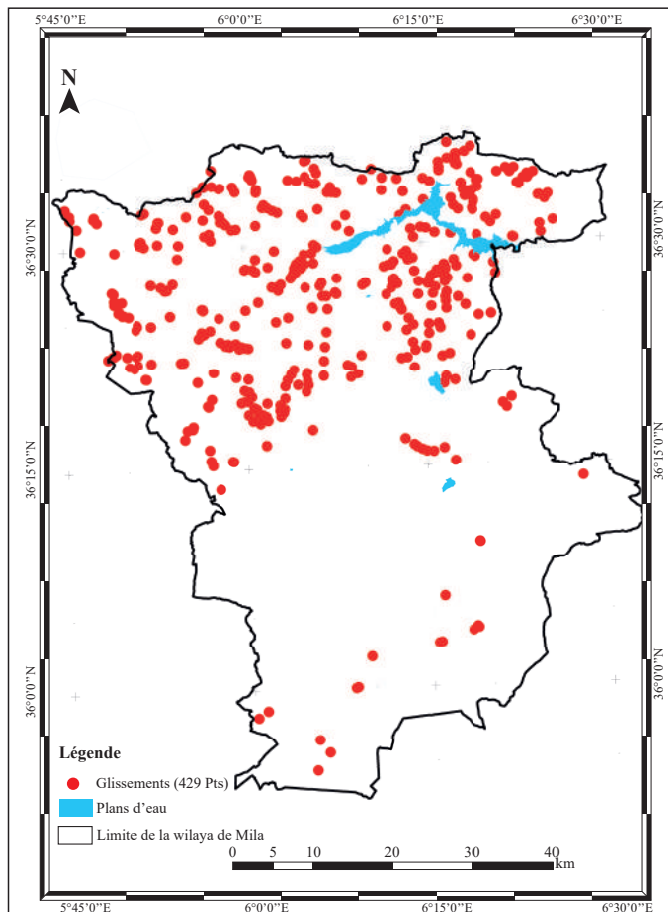 5°45'0"E 6°0'0"E 6°15'0"E 6°30'0"E
N
36°30'0"N 36°30'0"N
36°15'0"N 36°15'0"N
36°0'0"N 36°0'0"N
Légende
Glissements (429 Pts)
Plans d'eau
Limite de la wilaya de Mila
0 5 10 20 30 40
km
5°45'0"E 6°0'0"E 6°15'0"E 6°30'0"E